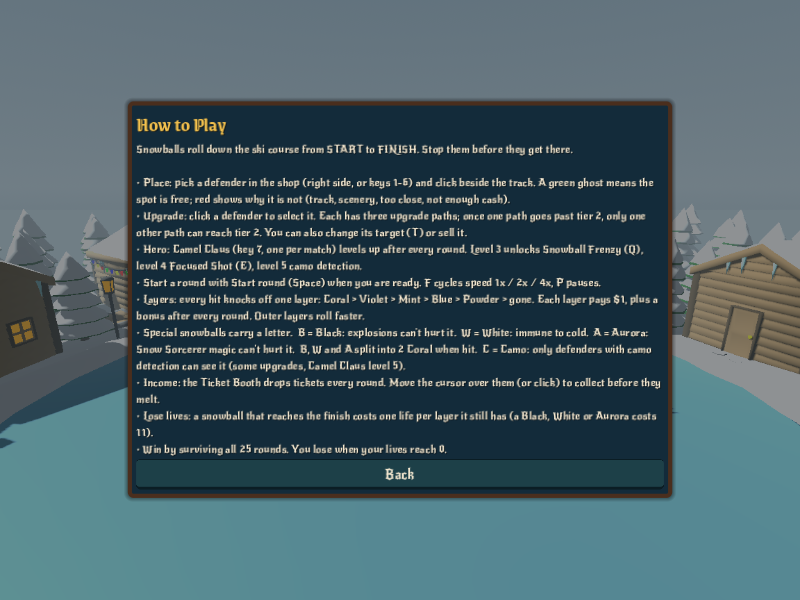 How to Play
Snowballs roll down the ski course from START to FINISH. Stop them before they get there.
• Place: pick a defender in the shop (right side, or keys 1-6) and click beside the track. A green ghost means the
spot is free; red shows why it is not (track, scenery, too close, not enough cash).
• Upgrade: click a defender to select it. Each has three upgrade paths; once one path goes past tier 2, only one
other path can reach tier 2. You can also change its target (T) or sell it.
• Hero: Camel Claus (key 7, one per match) levels up after every round. Level 3 unlocks Snowball Frenzy (Q),
level 4 Focused Shot (E), level 5 camo detection.
• Start a round with Start round (Space) when you are ready. F cycles speed 1x / 2x / 4x, P pauses.
• Layers: every hit knocks off one layer: Coral > Violet > Mint > Blue > Powder > gone. Each layer pays $1, plus a
bonus after every round. Outer layers roll faster.
• Special snowballs carry a letter. B = Black: explosions can't hurt it. W = White: immune to cold. A = Aurora:
Snow Sorcerer magic can't hurt it. B, W and A split into 2 Coral when hit. C = Camo: only defenders with camo
detection can see it (some upgrades, Camel Claus level 5).
• Income: the Ticket Booth drops tickets every round. Move the cursor over them (or click) to collect before they
melt.
• Lose lives: a snowball that reaches the finish costs one life per layer it still has (a Black, White or Aurora costs
11).
• Win by surviving all 25 rounds. You lose when your lives reach 0.
Back